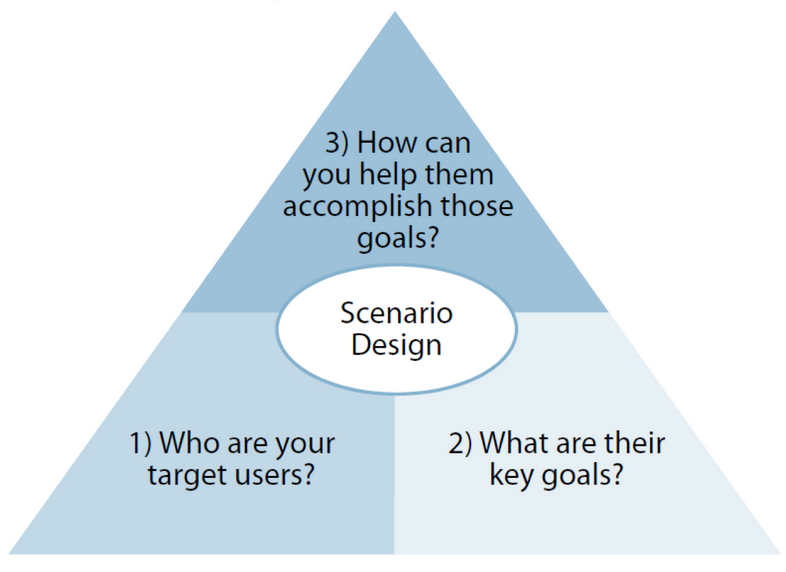 3) How can
you help them
accomplish those
goals?
Scenario
Design
1) Who are your
target users?
2) What are their
key goals?